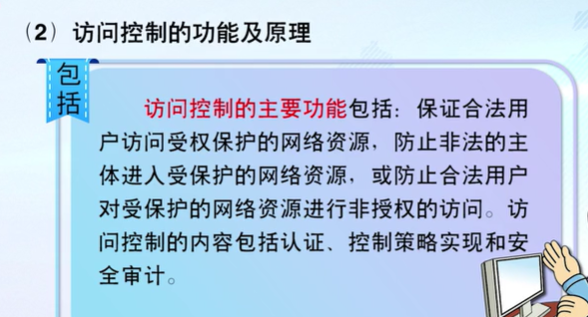 （2）访问控制的功能及原理
包括
访问控制的主要功能包括：保证合法用
户访问受权保护的网络资源，防止非法的主
体进入受保护的网络资源，或防止合法用户
对受保护的网络资源进行非授权的访问。访
问控制的内容包括认证、控制策略实现和安
全审计。